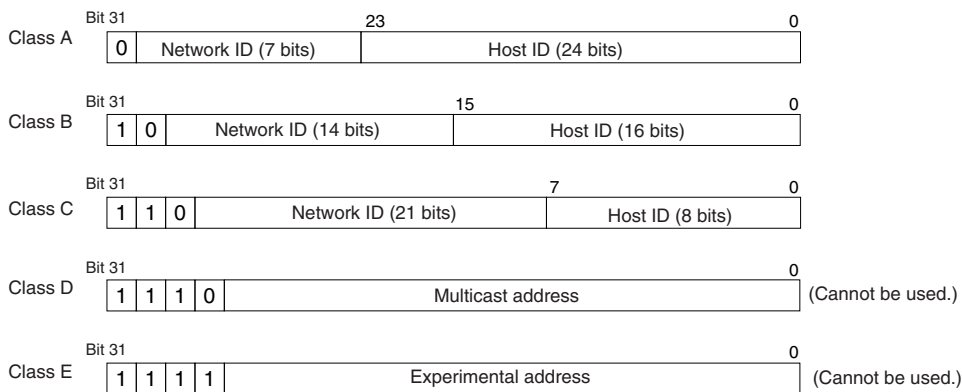 Bit 31 23 0
Class A 0 Network ID (7 bits) Host ID (24 bits)
Bit 31 15 0
Class B 1 0 Network ID (14 bits) Host ID (16 bits)
Bit 31 7 0
Class C 1 1 0 Network ID (21 bits) Host ID (8 bits)
Bit 31 0
Class D 1 1 1 0 Multicast address (Cannot be used.)
Bit 31 0
Class E 1 1 1 1 Experimental address (Cannot be used.)